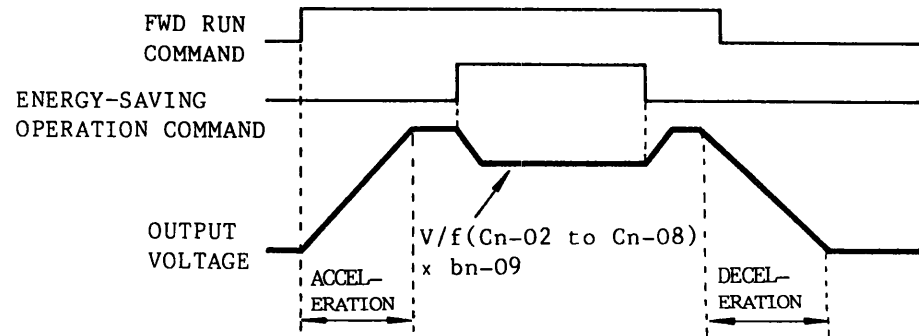 FWD RUN
COMMAND
ENERGY-SAVING
OPERATION COMMAND
OUTPUT
VOLTAGE
V/f(Cn-02 to Cn-08)
× bn-09
ACCEL-
ERATION
DECEL-
ERATION